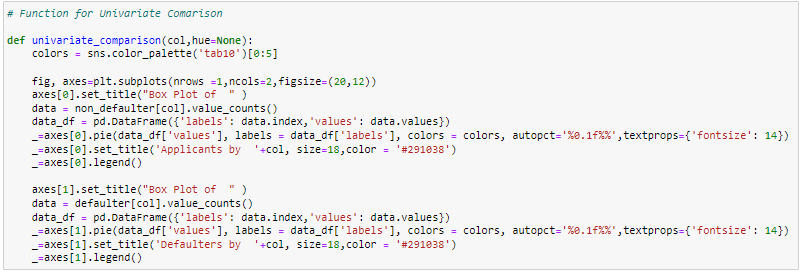 # Function for Univariate Comarison
def univariate_comparison(col,hue=None):
    colors = sns.color_palette('tab10')[0:5]
    fig, axes=plt.subplots(nrows =1,ncols=2,figsize=(20,12))
    axes[0].set_title("Box Plot of  " )
    data = non_defaulter[col].value_counts()
    data_df = pd.DataFrame({'labels': data.index,'values': data.values})
    _=axes[0].pie(data_df['values'], labels = data_df['labels'], colors = colors, autopct='%0.1f%%',textprops={'fontsize': 14})
    _=axes[0].set_title('Applicants by  '+col, size=18,color = '#291038')
    _=axes[0].legend()
    axes[1].set_title("Box Plot of  " )
    data = defaulter[col].value_counts()
    data_df = pd.DataFrame({'labels': data.index,'values': data.values})
    _=axes[1].pie(data_df['values'], labels = data_df['labels'], colors = colors, autopct='%0.1f%%',textprops={'fontsize': 14})
    _=axes[1].set_title('Defaulters by  '+col, size=18,color = '#291038')
    _=axes[1].legend()